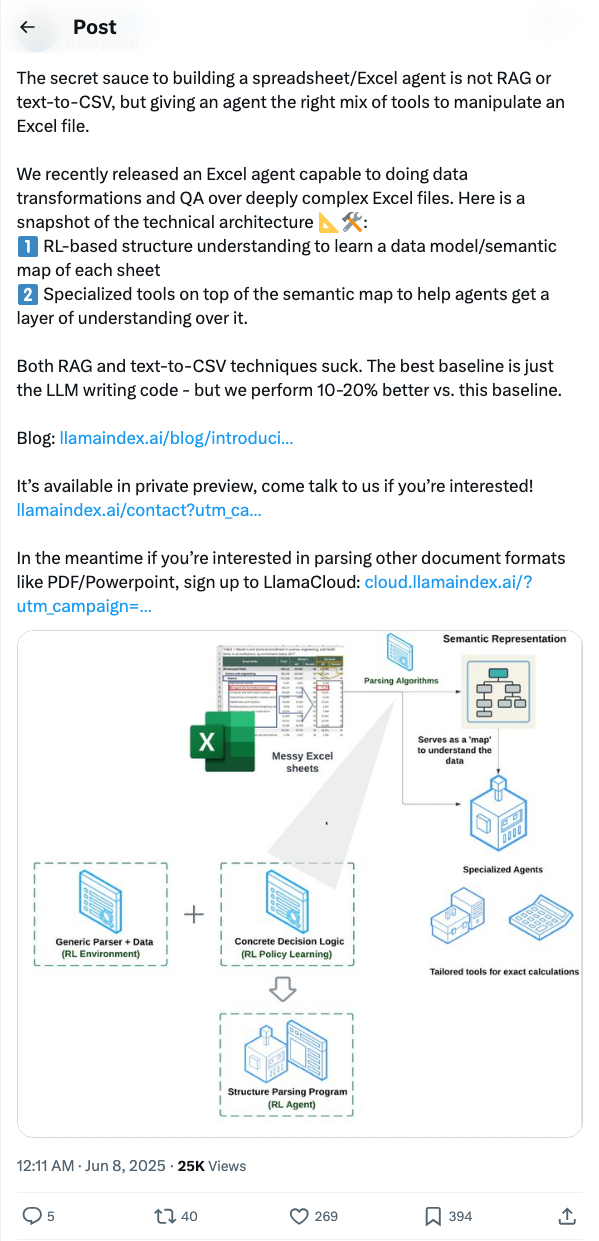 Post
The secret sauce to building a spreadsheet/Excel agent is not RAG or
text-to-CSV, but giving an agent the right mix of tools to manipulate an
Excel file.
We recently released an Excel agent capable to doing data
transformations and QA over deeply complex Excel files. Here is a
snapshot of the technical architecture 📐🛠️:
1️⃣ RL-based structure understanding to learn a data model/semantic
map of each sheet
2️⃣ Specialized tools on top of the semantic map to help agents get a
layer of understanding over it.
Both RAG and text-to-CSV techniques suck. The best baseline is just
the LLM writing code - but we perform 10-20% better vs. this baseline.
Blog: llamaindex.ai/blog/introduci...
It’s available in private preview, come talk to us if you’re interested!
llamaindex.ai/contact?utm_ca...
In the meantime if you’re interested in parsing other document formats
like PDF/Powerpoint, sign up to LlamaCloud: cloud.llamaindex.ai/?
utm_campaign=...
Semantic Representation
Parsing Algorithms
X
Messy Excel
sheets
Serves as a 'map'
to understand the
data
Specialized Agents
Tailored tools for exact calculations
Generic Parser + Data
(RL Environment)
+
Concrete Decision Logic
(RL Policy Learning)
Structure Parsing Program
(RL Agent)
12:11 AM · Jun 8, 2025 · 25K Views
5
40
269
394